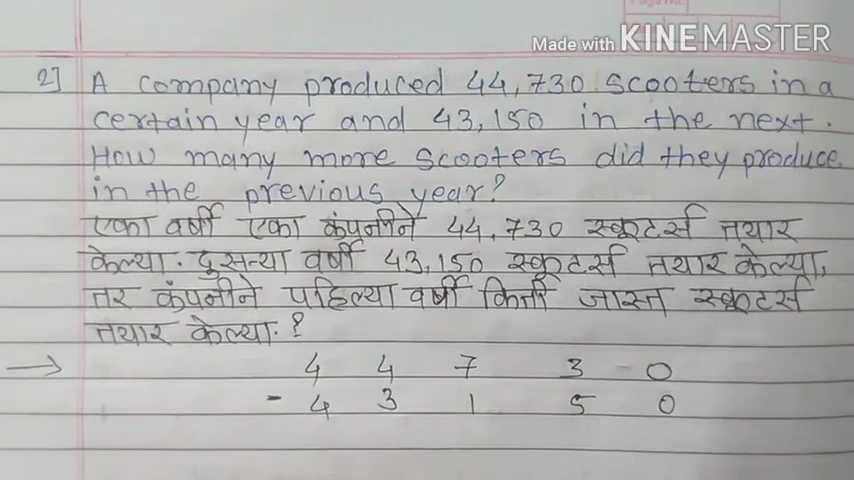 Page No.
Made with KINEMASTER
2] A company produced 44,730 scooters in a
certain year and 43,150 in the next.
How many more scooters did they produce
in the previous year?
एका वर्षी एका कंपनीने 44,730 स्कूटर्स तयार
केल्या. दुसऱ्या वर्षी 43,150 स्कूटर्स तयार केल्या,
तर कंपनीने पहिल्या वर्षी किती जास्त स्कूटर्स
तयार केल्या.?
→ 4 4 7 3 0
- 4 3 1 5 0